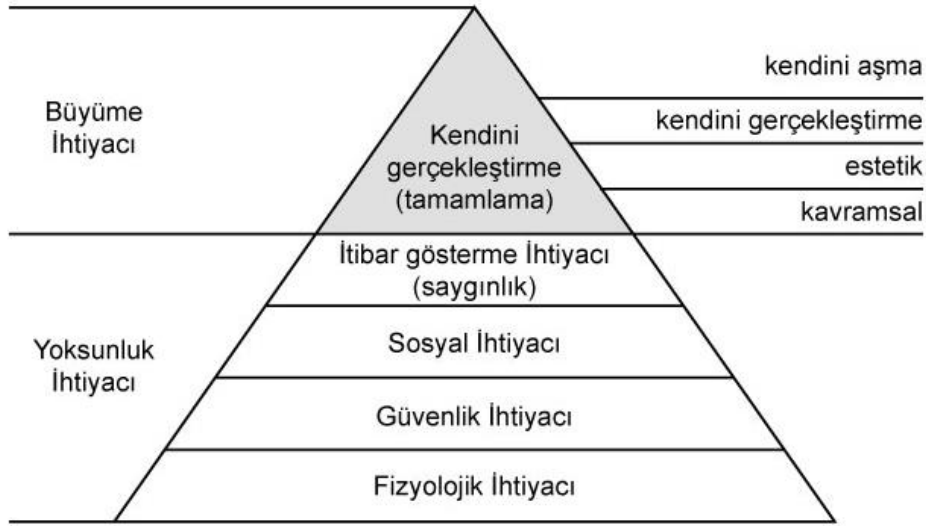 Büyüme
İhtiyacı
Kendini
gerçekleştirme
(tamamlama)
kendini aşma
kendini gerçekleştirme
estetik
kavramsal
Yoksunluk
İhtiyacı
İtibar gösterme İhtiyacı
(saygınlık)
Sosyal İhtiyacı
Güvenlik İhtiyacı
Fizyolojik İhtiyacı